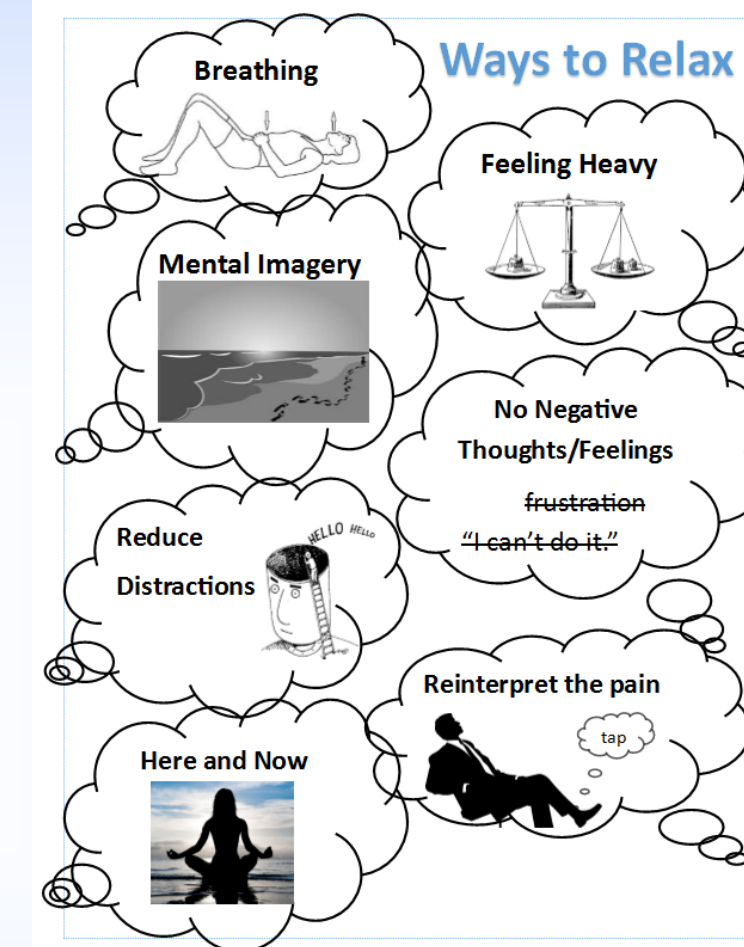 Ways to Relax
Breathing
Feeling Heavy
Mental Imagery
No Negative
Thoughts/Feelings
frustration
“I can’t do it.”
Reduce
Distractions
HELLO HELLO
Reinterpret the pain
tap
Here and Now